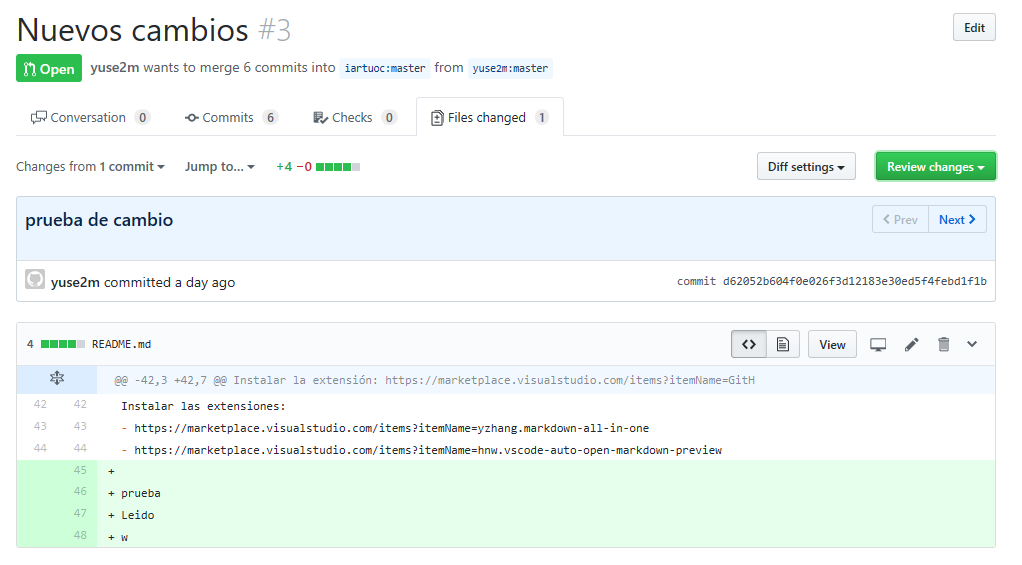 Nuevos cambios #3
Edit
Open yuse2m wants to merge 6 commits into iartuoc:master from yuse2m:master
Conversation 0 Commits 6 Checks 0 Files changed 1
Changes from 1 commit Jump to... +4 −0 Diff settings Review changes
prueba de cambio
Prev Next
yuse2m committed a day ago commit d62052b604f0e026f3d12183e30ed5f4febd1f1b
4 README.md <> View
@@ -42,3 +42,7 @@ Instalar la extensión: https://marketplace.visualstudio.com/items?itemName=GitH
42 42 Instalar las extensiones:
43 43 - https://marketplace.visualstudio.com/items?itemName=yzhang.markdown-all-in-one
44 44 - https://marketplace.visualstudio.com/items?itemName=hnw.vscode-auto-open-markdown-preview
45 +
46 + prueba
47 + Leido
48 + w